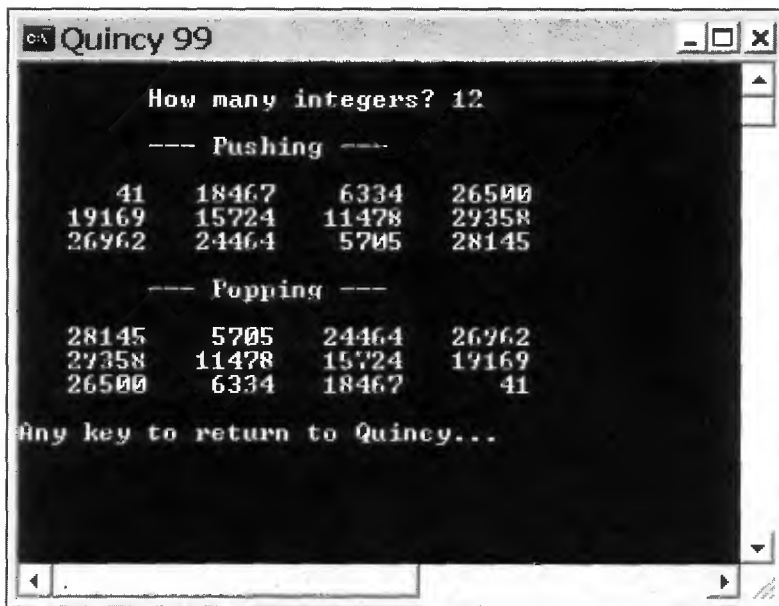 Quincy 99
How many integers? 12
--- Pushing ---
41 18467 6334 26500
19169 15724 11478 29358
26962 24464 5705 28145
--- Popping ---
28145 5705 24464 26962
29358 11478 15724 19169
26500 6334 18467 41
Any key to return to Quincy...